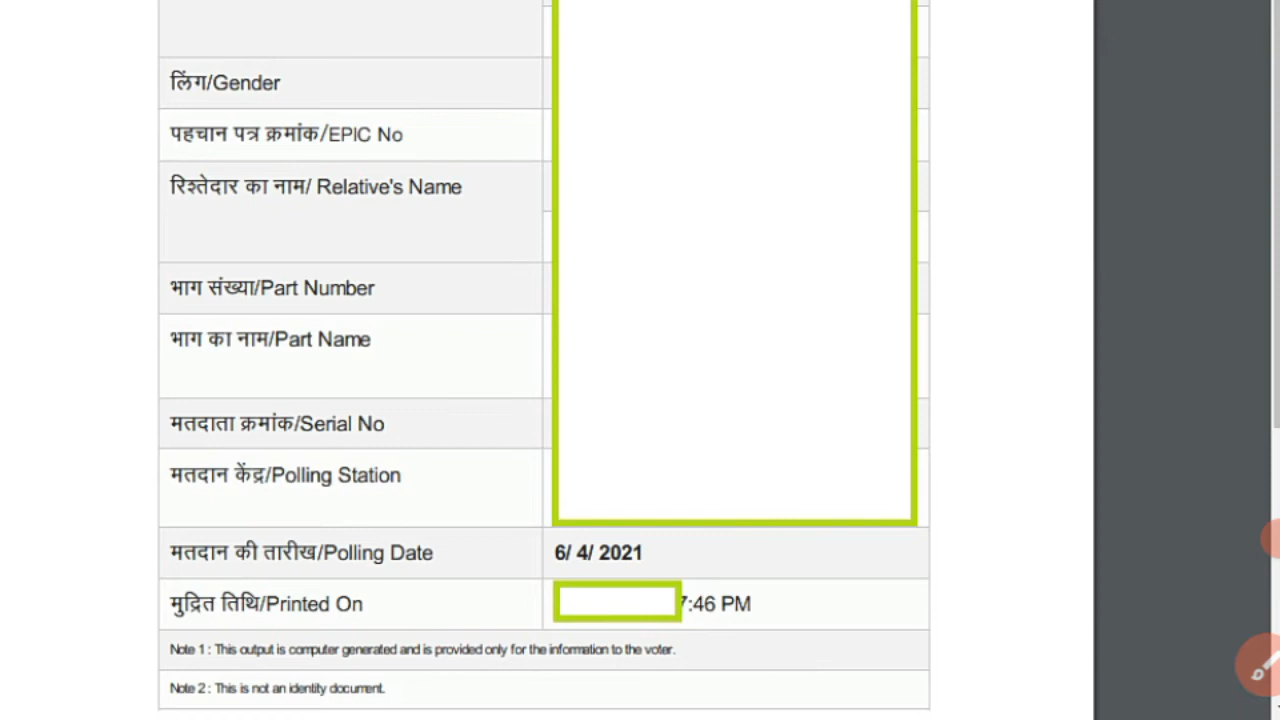 लिंग/Gender
पहचान पत्र क्रमांक/EPIC No
रिश्तेदार का नाम/ Relative's Name
भाग संख्या/Part Number
भाग का नाम/Part Name
मतदाता क्रमांक/Serial No
मतदान केंद्र/Polling Station
मतदान की तारीख/Polling Date 6/ 4/ 2021
मुद्रित तिथि/Printed On 7:46 PM
Note 1 : This output is computer generated and is provided only for the information to the voter.
Note 2 : This is not an identity document.